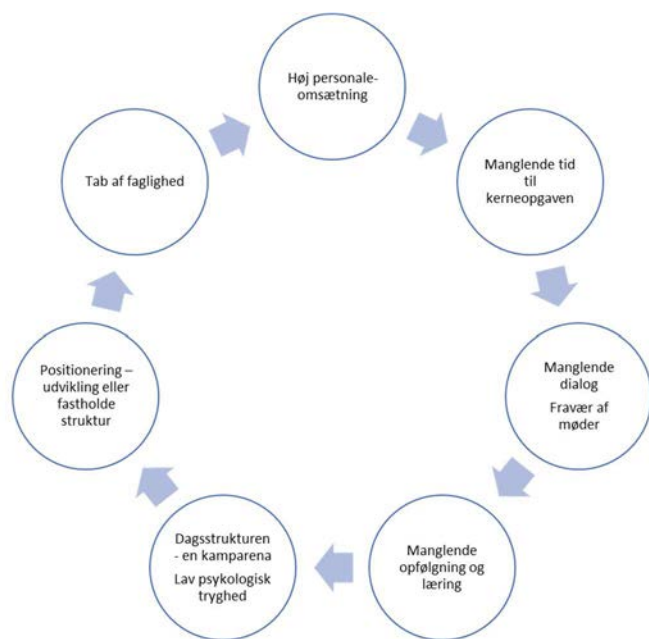 Høj personale-
omsætning
Manglende tid
til
kerneopgaven
Manglende
dialog
Fravær af
møder
Manglende
opfølgning og
læring
Dagsstrukturen
- en kamparena
Lav psykologisk
tryghed
Positionering –
udvikling eller
fastholde
struktur
Tab af faglighed